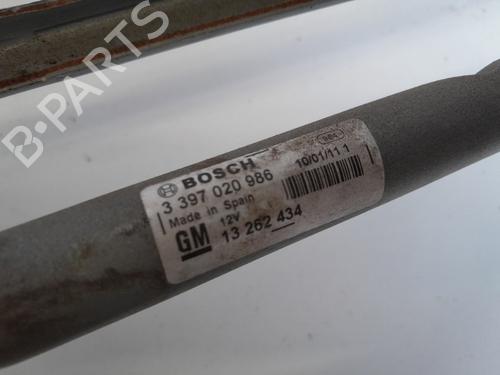 B-PARTS
BOSCH
3 397 020 986
Made in Spain
12V
10/01/11.1
GM
13 262 434